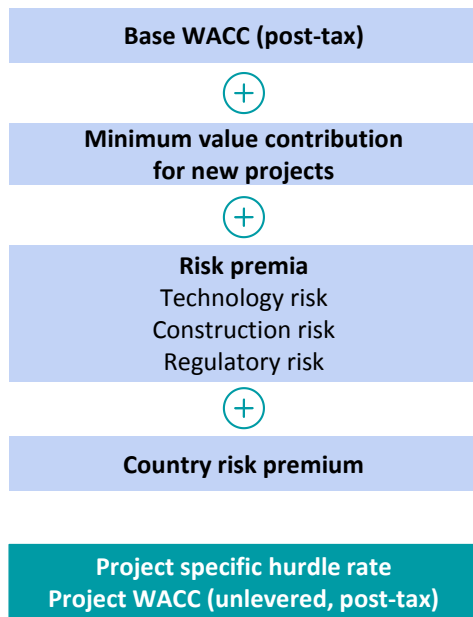 Base WACC (post-tax)
+
Minimum value contribution
for new projects
+
Risk premia
Technology risk
Construction risk
Regulatory risk
+
Country risk premium
Project specific hurdle rate
Project WACC (unlevered, post-tax)